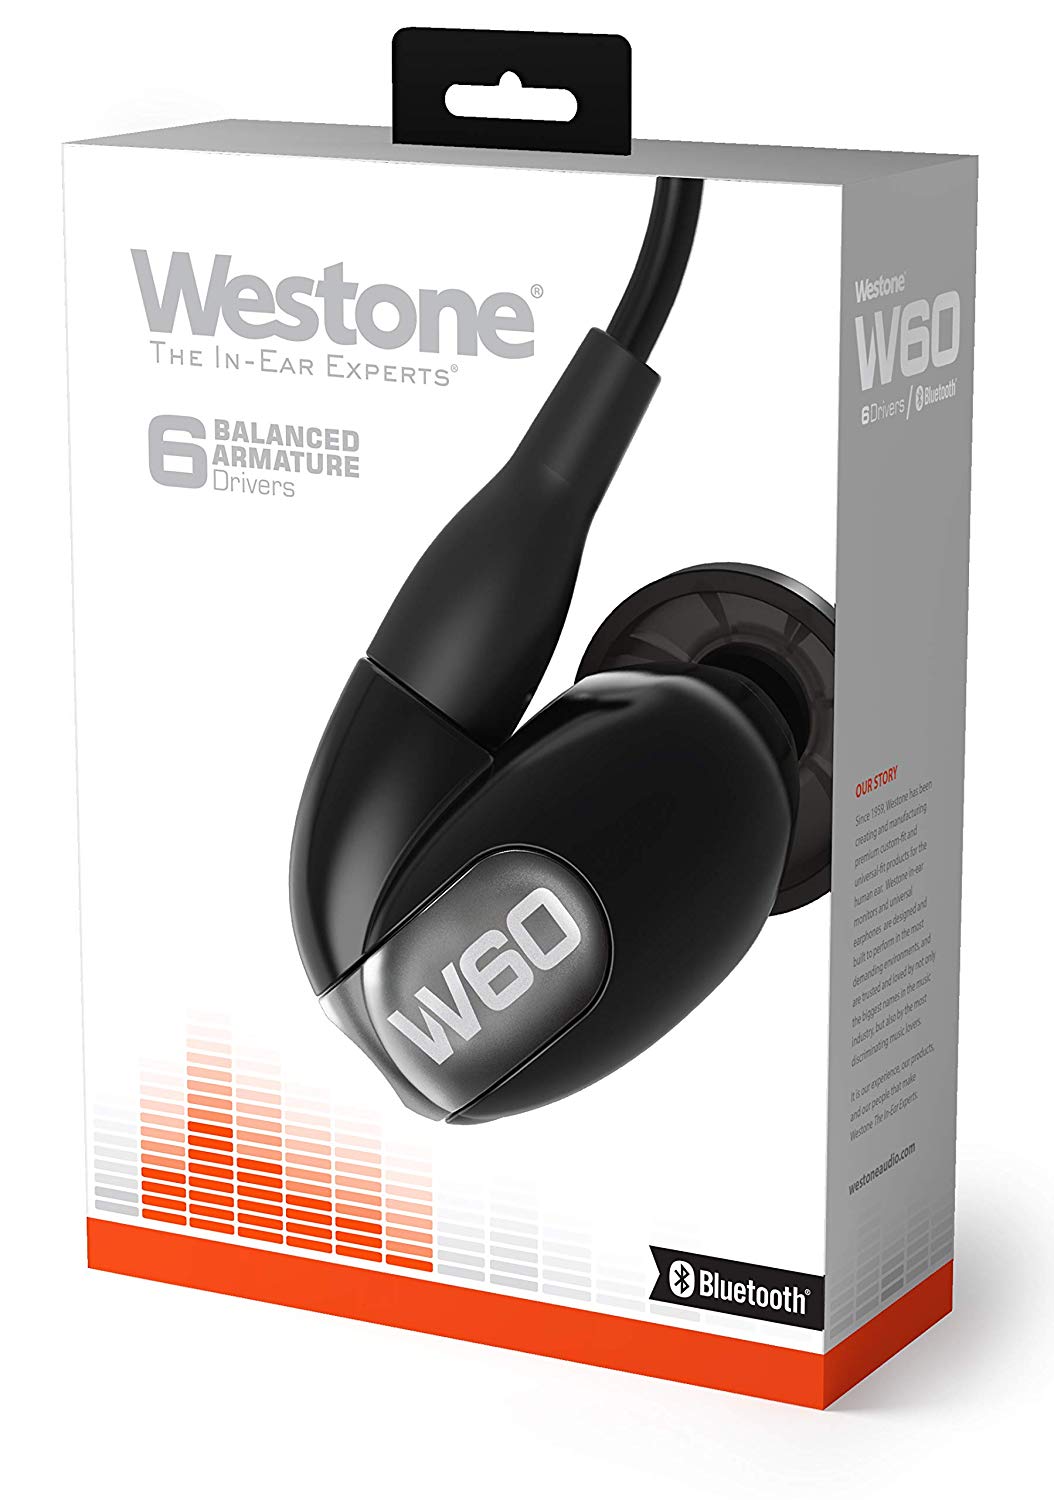 Westone®
THE IN-EAR EXPERTS®
6 BALANCED
ARMATURE
Drivers
W60
Bluetooth®
Westone®
W60
6 Drivers / Bluetooth®
OUR STORY
Since 1959, Westone has been
creating and manufacturing
premium custom-fit and
universal-fit products for the
human ear. Westone in-ear
monitors and universal
earphones are designed and
built to perform in the most
demanding environments, and
are trusted and loved by not only
the biggest names in the music
industry, but also by the most
discriminating music lovers.
It is our experience, our products,
and our people that make
Westone The In-Ear Experts.
westoneaudio.com